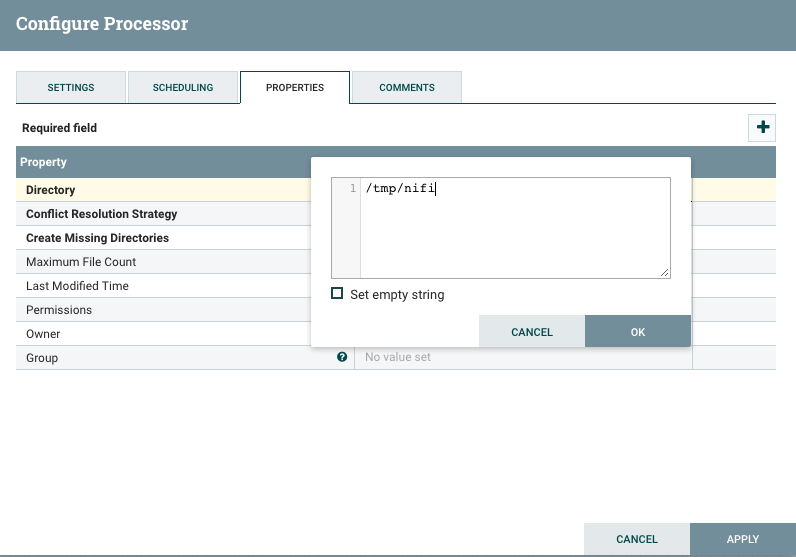 Configure Processor
SETTINGS SCHEDULING PROPERTIES COMMENTS
Required field
Property
Directory
Conflict Resolution Strategy
Create Missing Directories
Maximum File Count
Last Modified Time
Permissions
Owner
Group ? No value set
1 /tmp/nifi
Set empty string
CANCEL OK
CANCEL APPLY